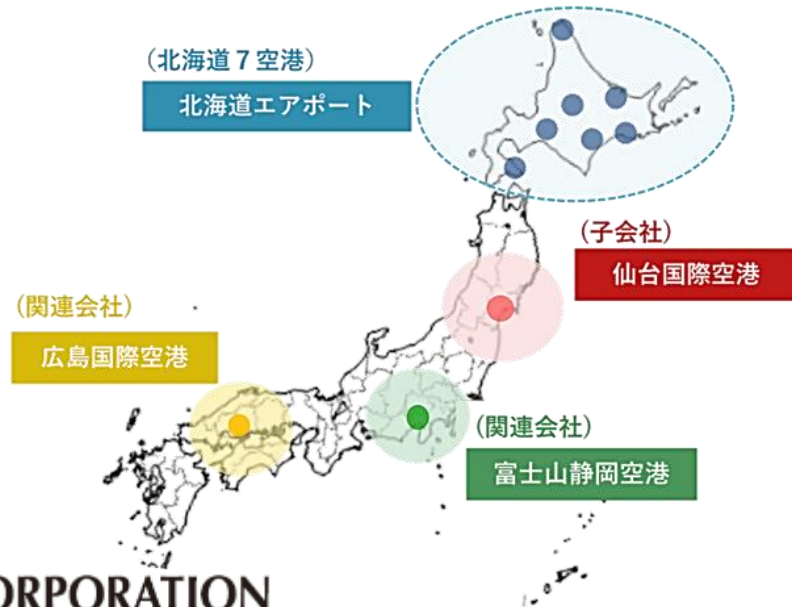 （北海道７空港）
北海道エアポート
（子会社）
仙台国際空港
（関連会社）
広島国際空港
（関連会社）
富士山静岡空港
ORPORATION